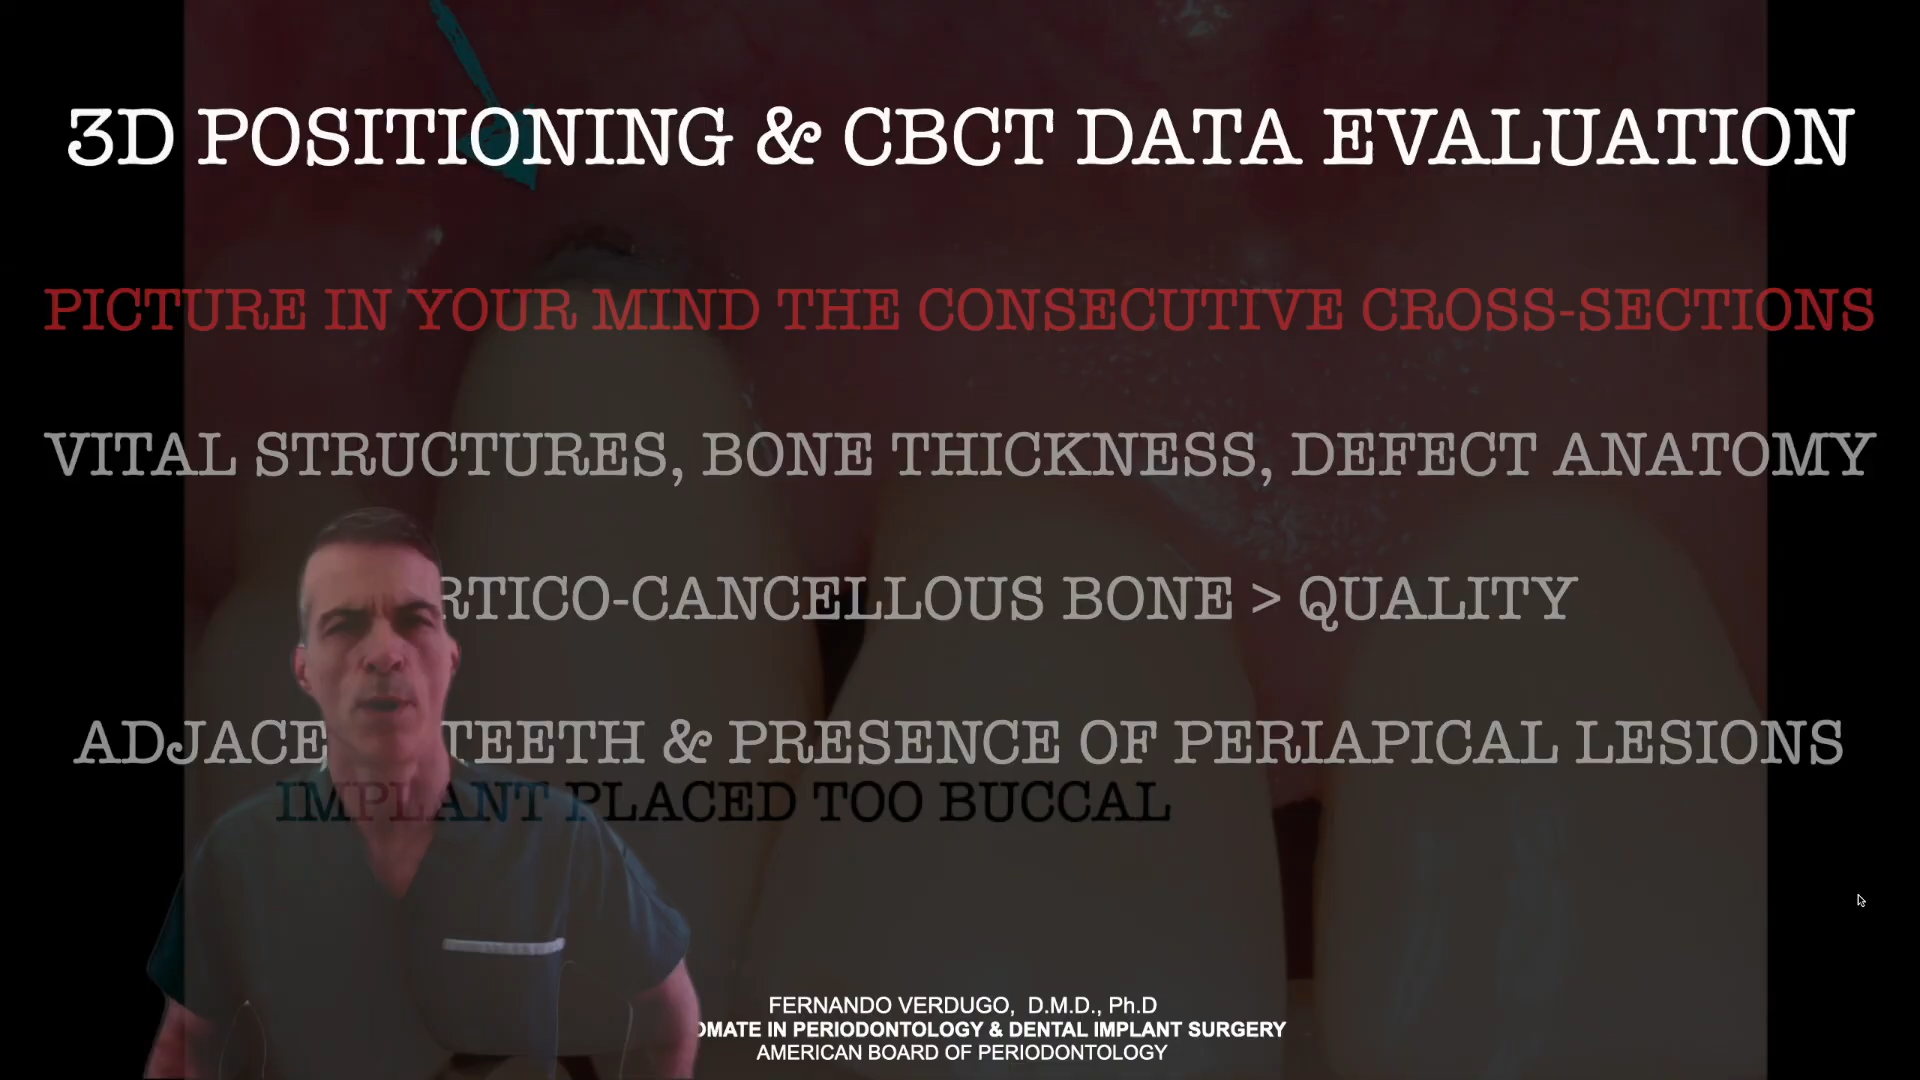 3D POSITIONING & CBCT DATA EVALUATION
PICTURE IN YOUR MIND THE CONSECUTIVE CROSS-SECTIONS
VITAL STRUCTURES, BONE THICKNESS, DEFECT ANATOMY
RTICO-CANCELLOUS BONE > QUALITY
ADJACE TEETH & PRESENCE OF PERIAPICAL LESIONS
IMPLANT PLACED TOO BUCCAL
FERNANDO VERDUGO, D.M.D., Ph.D
OMATE IN PERIODONTOLOGY & DENTAL IMPLANT SURGERY
AMERICAN BOARD OF PERIODONTOLOGY